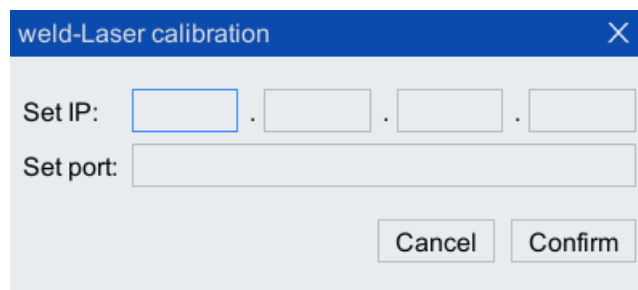 weld-Laser calibration
Set IP: . . .
Set port:
Cancel Confirm